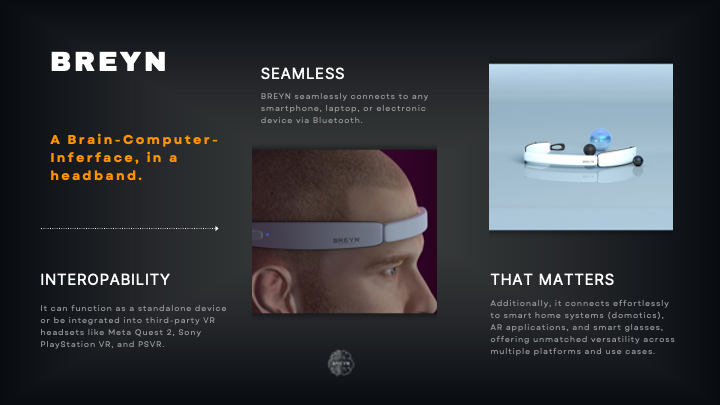 BREYN
A Brain-Computer-
Inferface, in a
headband.
SEAMLESS
BREYN seamlessly connects to any
smartphone, laptop, or electronic
device via Bluetooth.
BREYN
INTEROPABILITY
It can function as a standalone device
or be integrated into third-party VR
headsets like Meta Quest 2, Sony
PlayStation VR, and PSVR.
THAT MATTERS
Additionally, it connects effortlessly
to smart home systems (domotics),
AR applications, and smart glasses,
offering unmatched versatility across
multiple platforms and use cases.
BREYN